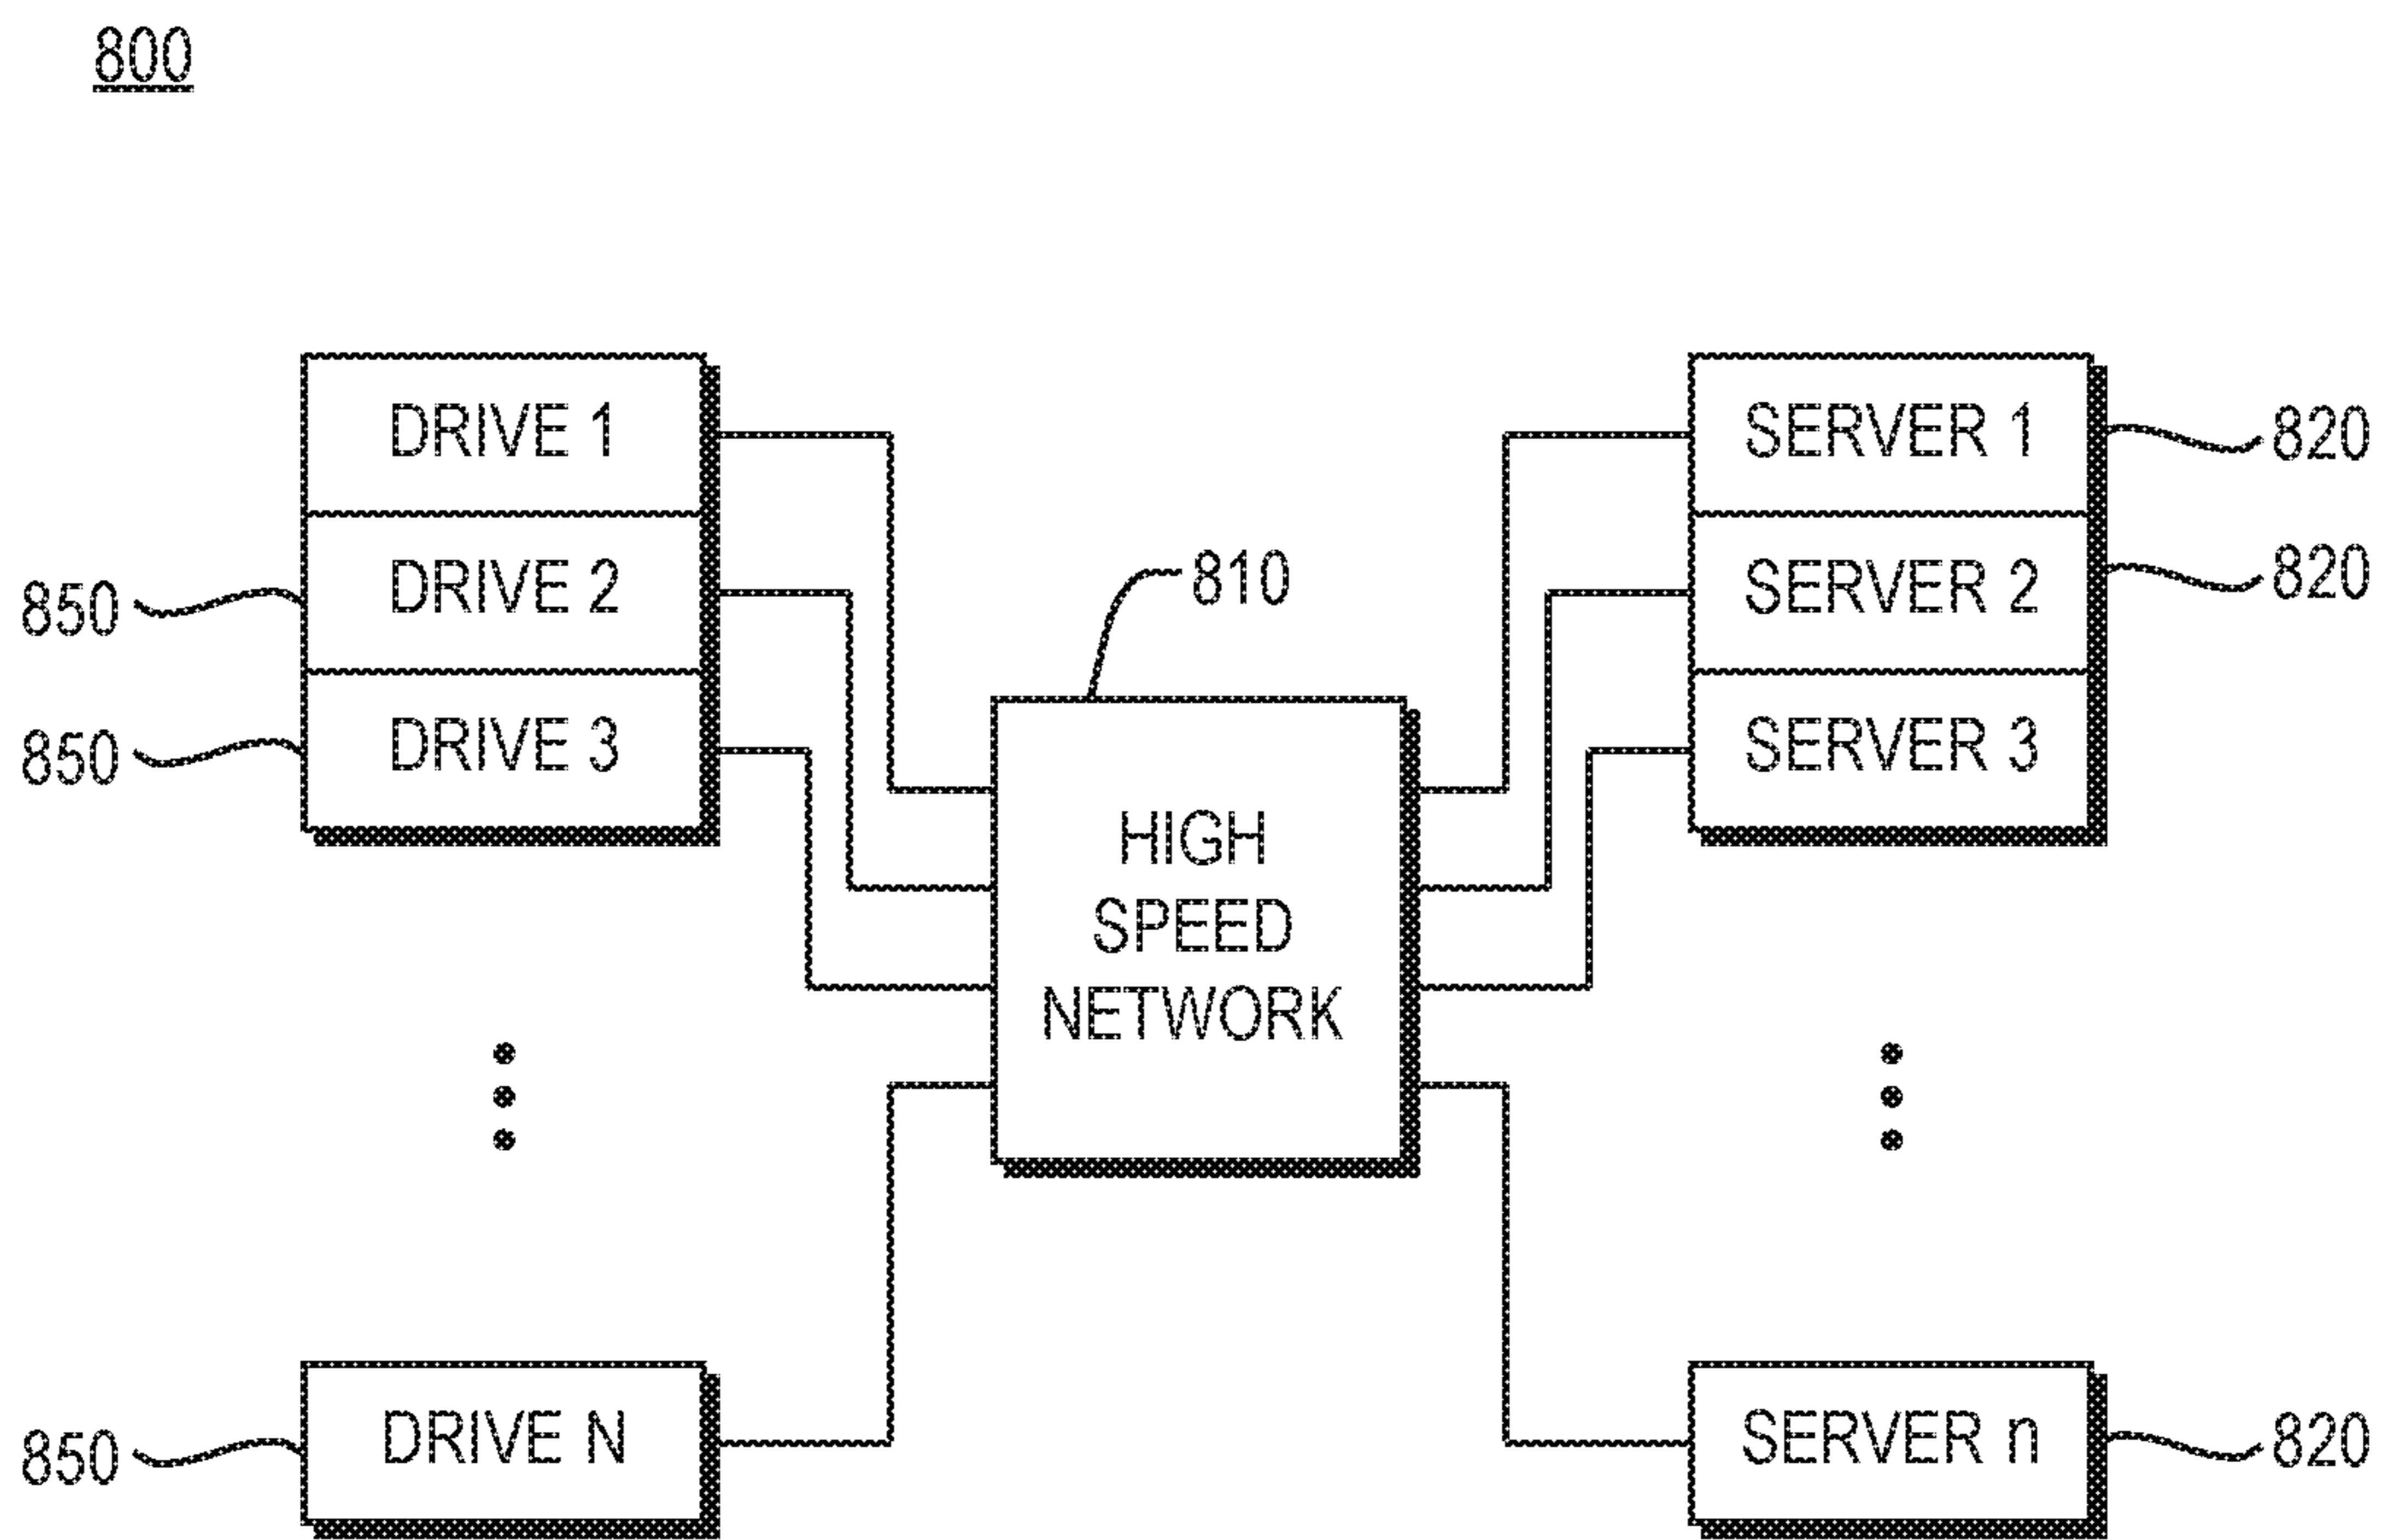 800
DRIVE 1
SERVER 1
820
850
DRIVE 2
810
SERVER 2
820
850
DRIVE 3
SERVER 3
HIGH
SPEED
NETWORK
850
DRIVE N
SERVER n
820